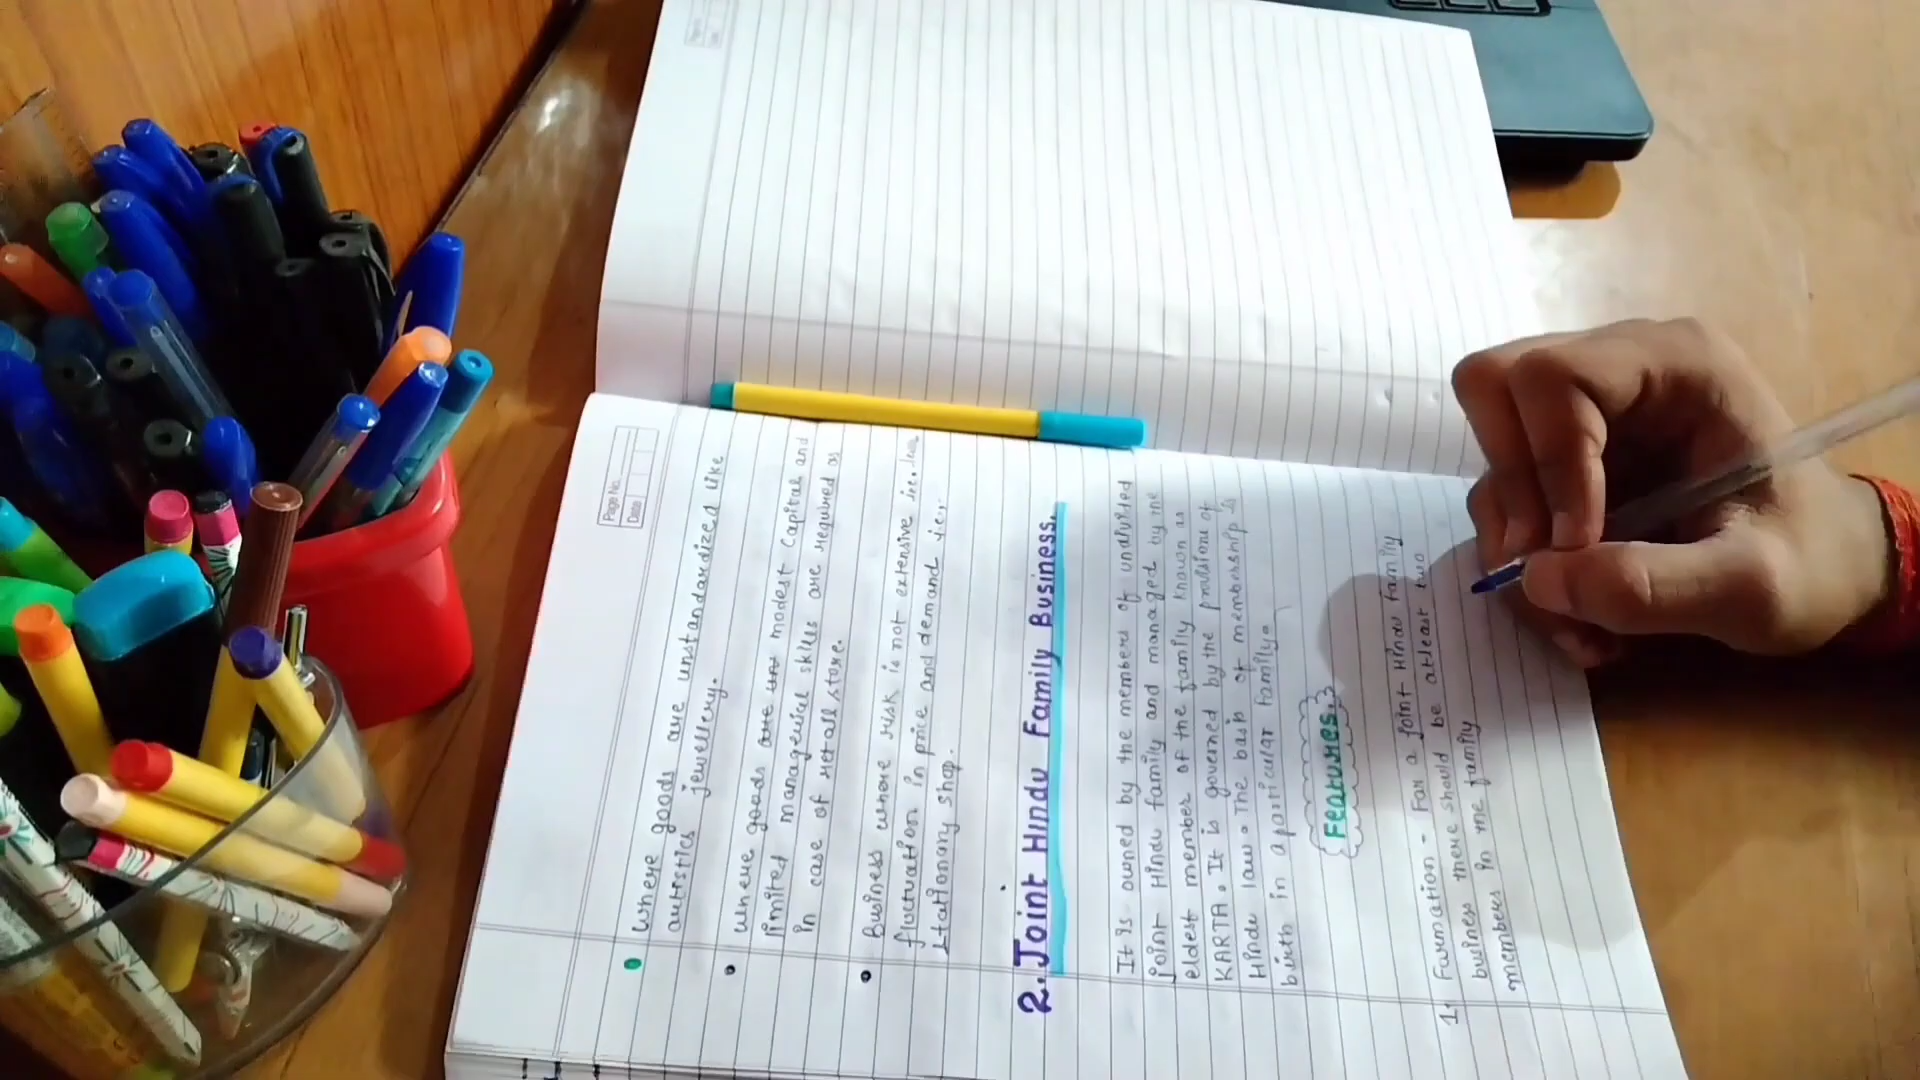 Page No.
Date
Where goods are unstandardized like
autistics jewellery.
Where goods are un modest Capital and
limited managerial skills are required as
in case of retail store.
Business where risk is not extensive i.e. less
fluctuation in price and demand i.e.,
stationary shop.
2. Joint Hindu Family Business.
It is owned by the members of undivided
joint Hindu family and managed by the
eldest member of the family known as
KARTA. It is governed by the provisions of
Hindu law. The basis of membership is
birth in a particular family.
Features.
1. Formation - For a joint Hindu family
business there should be atleast two
members in the family